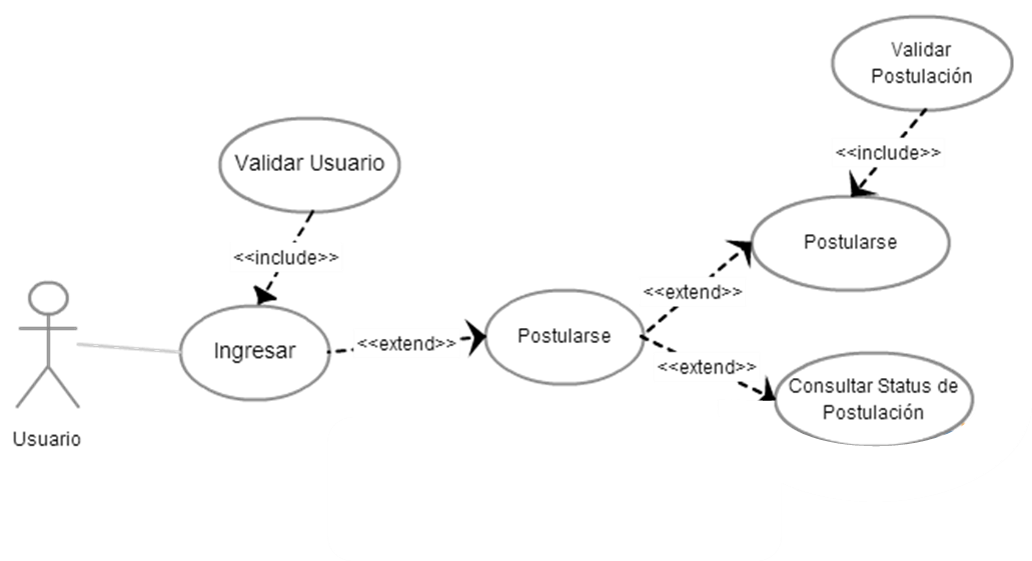 Validar
Postulación
Validar Usuario
<<include>>
<<include>>
Postularse
<<extend>>
Ingresar
<<extend>>
Postularse
<<extend>>
Consultar Status de
Postulación
Usuario